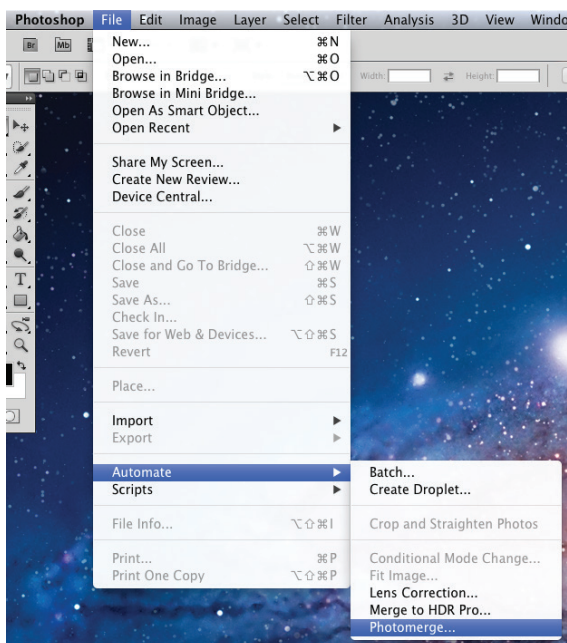 Photoshop File Edit Image Layer Select Filter Analysis 3D View Windo
Br Mb
Width: Height:
New... ⌘N
Open... ⌘O
Browse in Bridge... ⌥⌘O
Browse in Mini Bridge...
Open As Smart Object...
Open Recent
Share My Screen...
Create New Review...
Device Central...
Close ⌘W
Close All ⌥⌘W
Close and Go To Bridge... ⇧⌘W
Save ⌘S
Save As... ⇧⌘S
Check In...
Save for Web & Devices... ⌥⇧⌘S
Revert F12
Place...
Import
Export
Automate
Scripts
File Info... ⌥⇧⌘I
Print... ⌘P
Print One Copy ⌥⇧⌘P
Batch...
Create Droplet...
Crop and Straighten Photos
Conditional Mode Change...
Fit Image...
Lens Correction...
Merge to HDR Pro...
Photomerge...
T